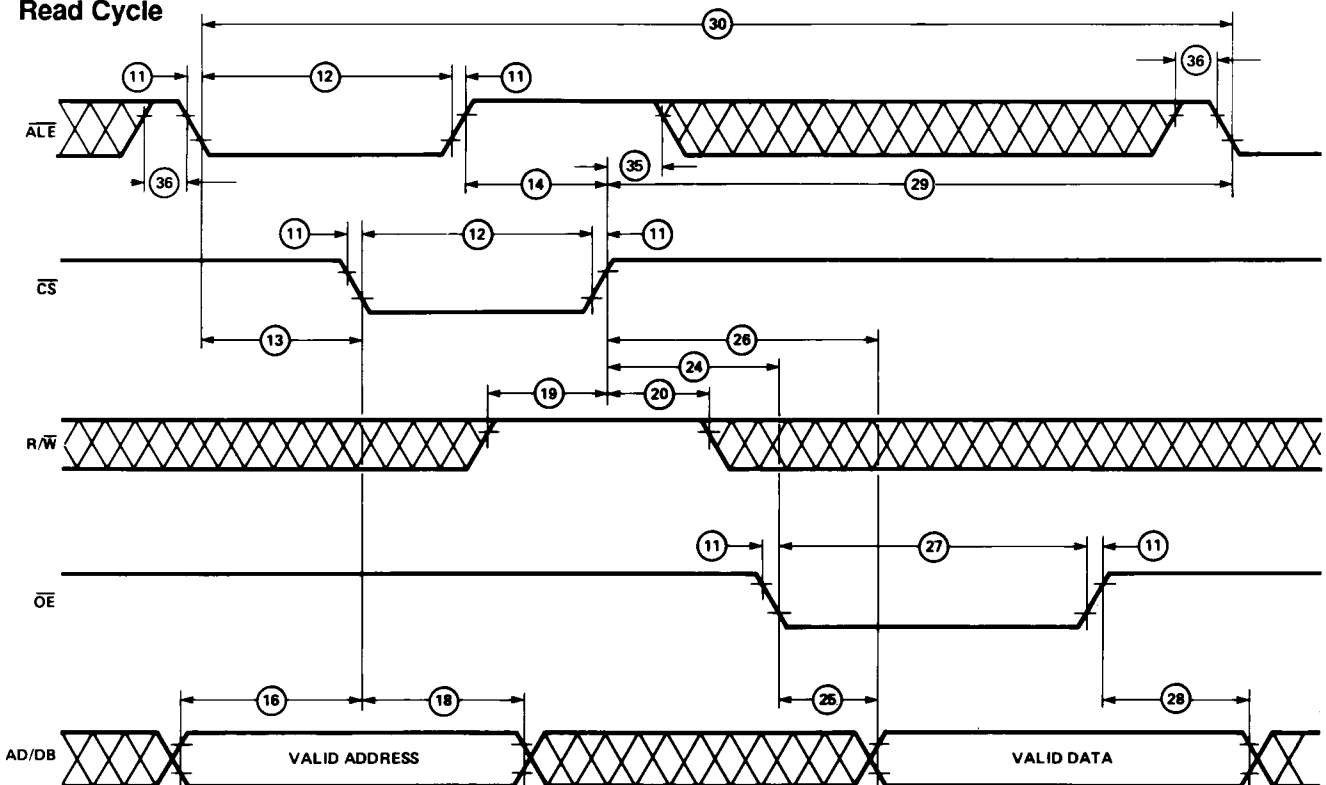 Read Cycle
30
11 12 11 36
ALE
36 14 35 29
11 12 11
CS
13 26
24
19 20
R/W
11 27 11
OE
16 18 25 28
AD/DB VALID ADDRESS VALID DATA